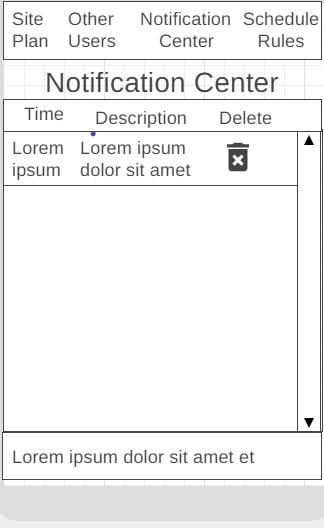 Site Other Notification Schedule
Plan Users Center Rules
Notification Center
Time Description Delete
Lorem Lorem ipsum
ipsum dolor sit amet
Lorem ipsum dolor sit amet et